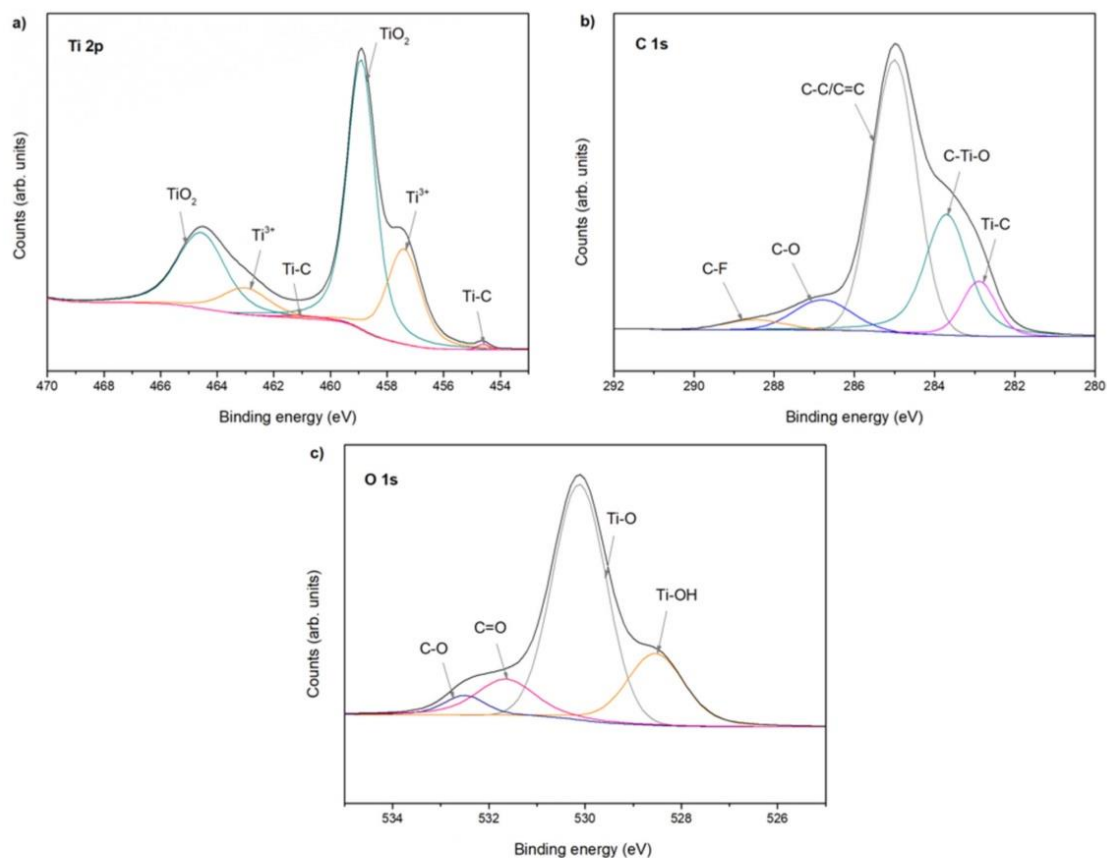 a)
Ti 2p
TiO₂
Ti³⁺
Ti-C
TiO₂
Ti³⁺
Ti-C
Counts (arb. units)
470 468 466 464 462 460 458 456 454
Binding energy (eV)
b)
C 1s
C-C/C=C
C-Ti-O
Ti-C
C-O
C-F
Counts (arb. units)
292 290 288 286 284 282 280
Binding energy (eV)
c)
O 1s
Ti-O
Ti-OH
C=O
C-O
Counts (arb. units)
534 532 530 528 526
Binding energy (eV)